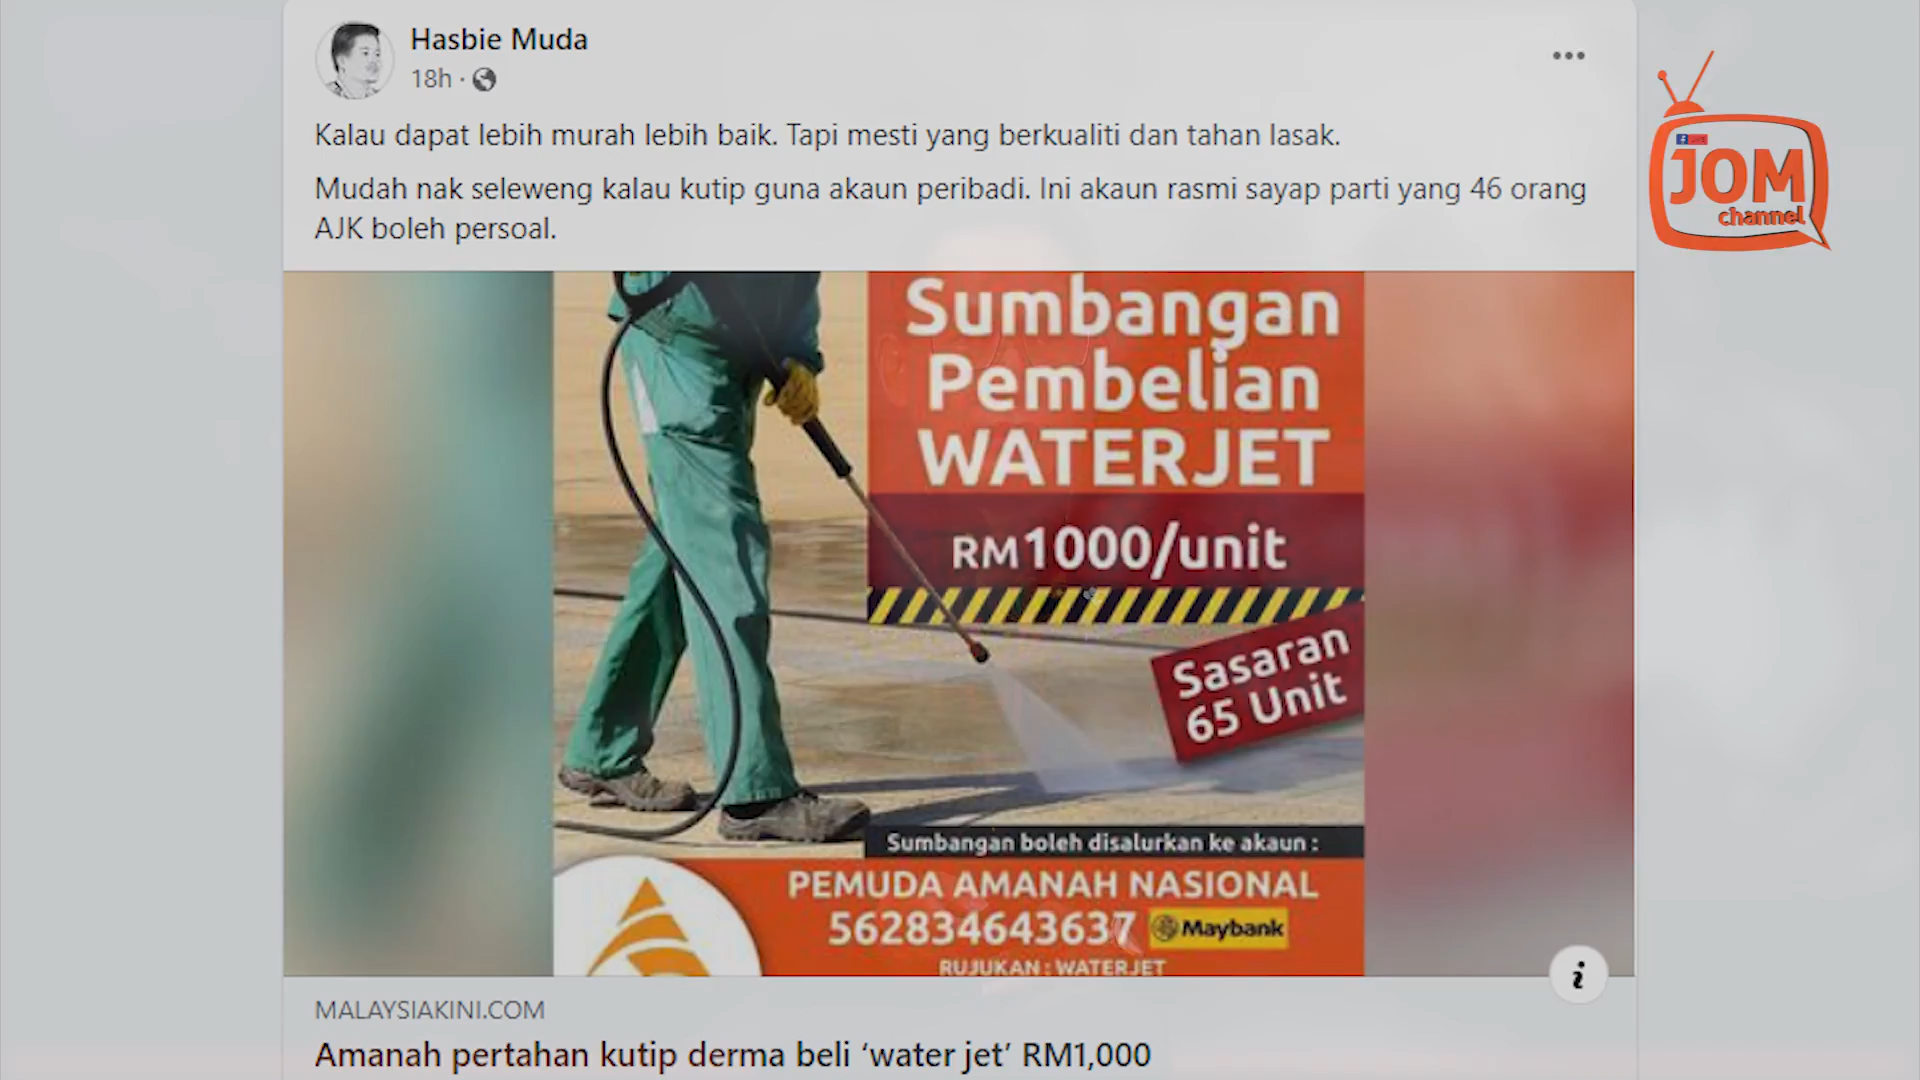 Hasbie Muda
18h ·
Kalau dapat lebih murah lebih baik. Tapi mesti yang berkualiti dan tahan lasak.
Mudah nak seleweng kalau kutip guna akaun peribadi. Ini akaun rasmi sayap parti yang 46 orang
AJK boleh persoal.
JOM
channel
Sumbangan
Pembelian
WATERJET
RM1000/unit
Sasaran
65 Unit
Sumbangan boleh disalurkan ke akaun :
PEMUDA AMANAH NASIONAL
562834643637 Maybank
RUJUKAN : WATERJET
MALAYSIAKINI.COM
Amanah pertahan kutip derma beli ‘water jet’ RM1,000